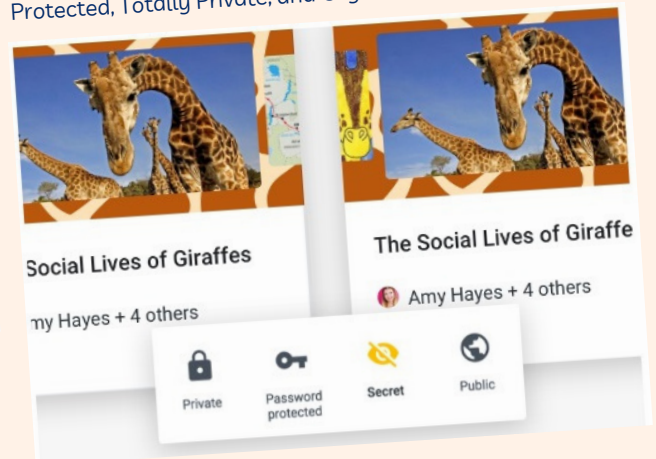 Protected, Totally Private, and
Social Lives of Giraffes
my Hayes + 4 others
The Social Lives of Giraffe
Amy Hayes + 4 others
Private
Password
protected
Secret
Public